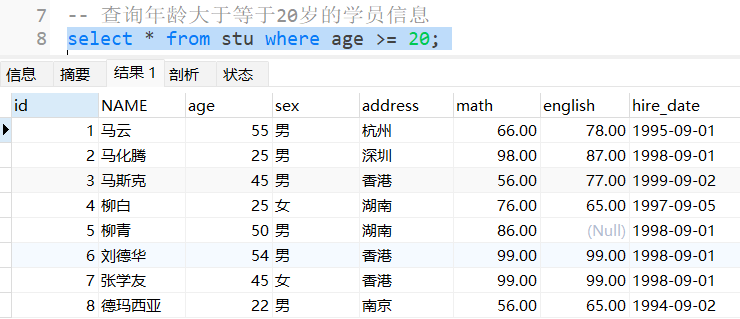 7 -- 查询年龄大于等于20岁的学员信息
8 select * from stu where age >= 20;
信息 摘要 结果 1 剖析 状态
id NAME age sex address math english hire_date
1 马云 55 男 杭州 66.00 78.00 1995-09-01
2 马化腾 25 男 深圳 98.00 87.00 1998-09-01
3 马斯克 45 男 香港 56.00 77.00 1999-09-02
4 柳白 25 女 湖南 76.00 65.00 1997-09-05
5 柳青 50 男 湖南 86.00 (Null) 1998-09-01
6 刘德华 54 男 香港 99.00 99.00 1998-09-01
7 张学友 45 女 香港 99.00 99.00 1998-09-01
8 德玛西亚 22 男 南京 56.00 65.00 1994-09-02